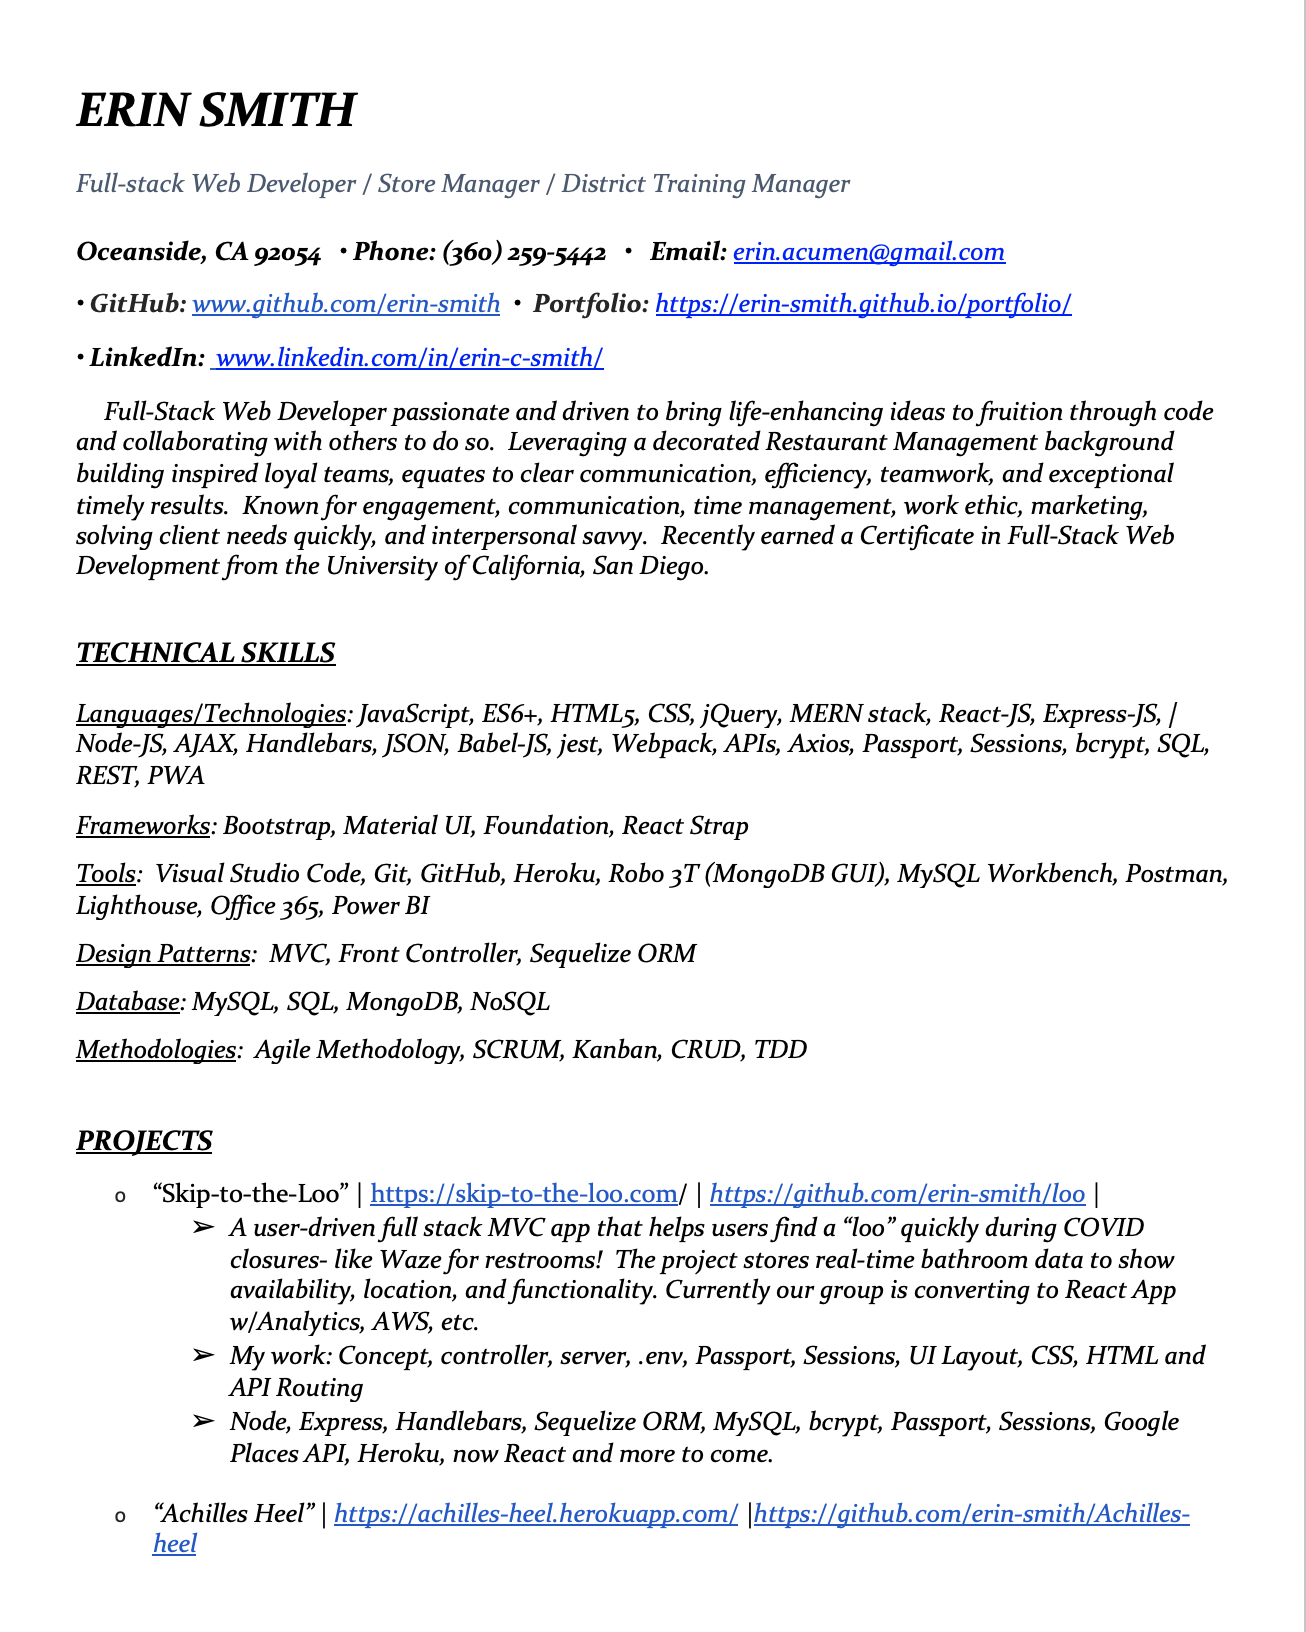 ERIN SMITH
Full-stack Web Developer / Store Manager / District Training Manager
Oceanside, CA 92054 • Phone: (360) 259-5442 • Email: erin.acumen@gmail.com
• GitHub: www.github.com/erin-smith • Portfolio: https://erin-smith.github.io/portfolio/
• LinkedIn: www.linkedin.com/in/erin-c-smith/
Full-Stack Web Developer passionate and driven to bring life-enhancing ideas to fruition through code
and collaborating with others to do so. Leveraging a decorated Restaurant Management background
building inspired loyal teams, equates to clear communication, efficiency, teamwork, and exceptional
timely results. Known for engagement, communication, time management, work ethic, marketing,
solving client needs quickly, and interpersonal savvy. Recently earned a Certificate in Full-Stack Web
Development from the University of California, San Diego.
TECHNICAL SKILLS
Languages/Technologies: JavaScript, ES6+, HTML5, CSS, jQuery, MERN stack, React-JS, Express-JS, /
Node-JS, AJAX, Handlebars, JSON, Babel-JS, jest, Webpack, APIs, Axios, Passport, Sessions, bcrypt, SQL,
REST, PWA
Frameworks: Bootstrap, Material UI, Foundation, React Strap
Tools: Visual Studio Code, Git, GitHub, Heroku, Robo 3T (MongoDB GUI), MySQL Workbench, Postman,
Lighthouse, Office 365, Power BI
Design Patterns: MVC, Front Controller, Sequelize ORM
Database: MySQL, SQL, MongoDB, NoSQL
Methodologies: Agile Methodology, SCRUM, Kanban, CRUD, TDD
PROJECTS
o “Skip-to-the-Loo” | https://skip-to-the-loo.com/ | https://github.com/erin-smith/loo |
➢ A user-driven full stack MVC app that helps users find a “loo” quickly during COVID
closures- like Waze for restrooms! The project stores real-time bathroom data to show
availability, location, and functionality. Currently our group is converting to React App
w/Analytics, AWS, etc.
➢ My work: Concept, controller, server, .env, Passport, Sessions, UI Layout, CSS, HTML and
API Routing
➢ Node, Express, Handlebars, Sequelize ORM, MySQL, bcrypt, Passport, Sessions, Google
Places API, Heroku, now React and more to come.
o “Achilles Heel” | https://achilles-heel.herokuapp.com/ |https://github.com/erin-smith/Achilles-
heel